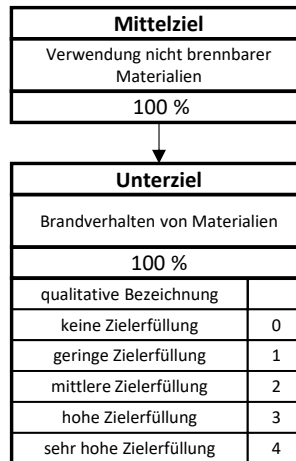 Mittelziel
Verwendung nicht brennbarer
Materialien
100 %
Unterziel
Brandverhalten von Materialien
100 %
qualitative Bezeichnung
keine Zielerfüllung 0
geringe Zielerfüllung 1
mittlere Zielerfüllung 2
hohe Zielerfüllung 3
sehr hohe Zielerfüllung 4